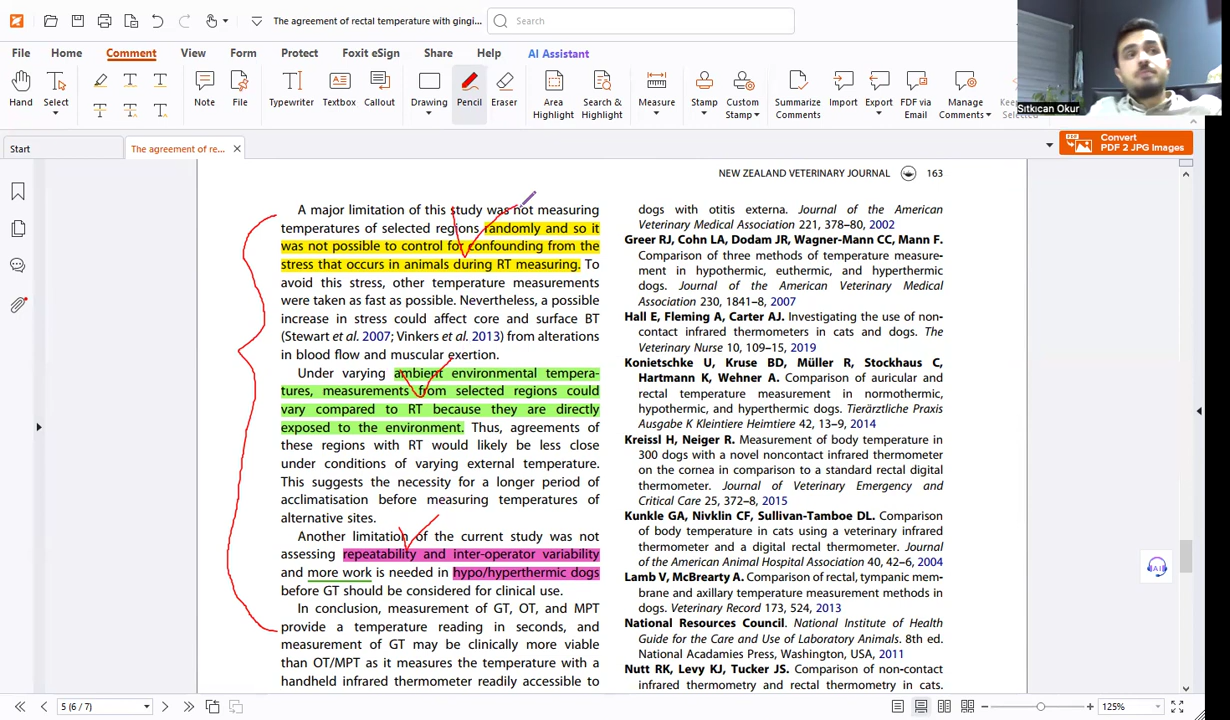 The agreement of rectal temperature with gingi...
Search
File Home Comment View Form Protect Foxit eSign Share Help AI Assistant
Hand Select Note File Typewriter Textbox Callout Drawing Pencil Eraser Area Highlight Search & Highlight Measure Stamp Custom Stamp Summarize Comments Import Export FDF via Email Manage Comments
Sıtkıcan Okur
Start
The agreement of re...
Convert
PDF 2 JPG Images
NEW ZEALAND VETERINARY JOURNAL 163
A major limitation of this study was not measuring
temperatures of selected regions randomly and so it
was not possible to control for confounding from the
stress that occurs in animals during RT measuring. To
avoid this stress, other temperature measurements
were taken as fast as possible. Nevertheless, a possible
increase in stress could affect core and surface BT
(Stewart et al. 2007; Vinkers et al. 2013) from alterations
in blood flow and muscular exertion.
Under varying ambient environmental tempera-
tures, measurements from selected regions could
vary compared to RT because they are directly
exposed to the environment. Thus, agreements of
these regions with RT would likely be less close
under conditions of varying external temperature.
This suggests the necessity for a longer period of
acclimatisation before measuring temperatures of
alternative sites.
Another limitation of the current study was not
assessing repeatability and inter-operator variability
and more work is needed in hypo/hyperthermic dogs
before GT should be considered for clinical use.
In conclusion, measurement of GT, OT, and MPT
provide a temperature reading in seconds, and
measurement of GT may be clinically more viable
than OT/MPT as it measures the temperature with a
handheld infrared thermometer readily accessible to
dogs with otitis externa. Journal of the American
Veterinary Medical Association 221, 378–80, 2002
Greer RJ, Cohn LA, Dodam JR, Wagner-Mann CC, Mann F.
Comparison of three methods of temperature measure-
ment in hypothermic, euthermic, and hyperthermic
dogs. Journal of the American Veterinary Medical
Association 230, 1841–8, 2007
Hall E, Fleming A, Carter AJ. Investigating the use of non-
contact infrared thermometers in cats and dogs. The
Veterinary Nurse 10, 109–15, 2019
Konietschke U, Kruse BD, Müller R, Stockhaus C,
Hartmann K, Wehner A. Comparison of auricular and
rectal temperature measurement in normothermic,
hypothermic, and hyperthermic dogs. Tierärztliche Praxis
Ausgabe K Kleintiere Heimtiere 42, 13–9, 2014
Kreissl H, Neiger R. Measurement of body temperature in
300 dogs with a novel noncontact infrared thermometer
on the cornea in comparison to a standard rectal digital
thermometer. Journal of Veterinary Emergency and
Critical Care 25, 372–8, 2015
Kunkle GA, Nivklin CF, Sullivan-Tamboe DL. Comparison
of body temperature in cats using a veterinary infrared
thermometer and a digital rectal thermometer. Journal
of the American Animal Hospital Association 40, 42–6, 2004
Lamb V, McBrearty A. Comparison of rectal, tympanic mem-
brane and axillary temperature measurement methods in
dogs. Veterinary Record 173, 524, 2013
National Resources Council. National Institute of Health
Guide for the Care and Use of Laboratory Animals. 8th ed.
National Acadamies Press, Washington, USA, 2011
Nutt RK, Levy KJ, Tucker JS. Comparison of non-contact
infrared thermometry and rectal thermometry in cats.
5 (6 / 7)
125%